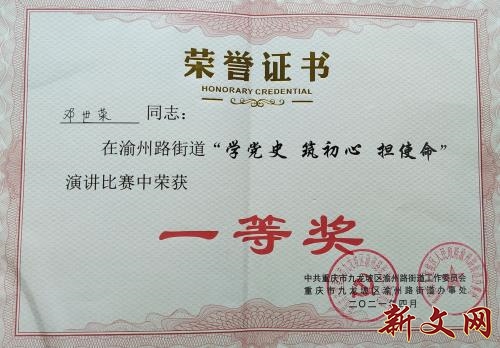 荣誉证书
HONORARY CREDENTIAL
邓世荣 同志：
在渝州路街道“学党史 筑初心 担使命”
演讲比赛中荣获
一等奖
中共重庆市九龙坡区渝州路街道工作委员会
重庆市九龙坡区渝州路街道办事处
二〇二一年四月
新文网